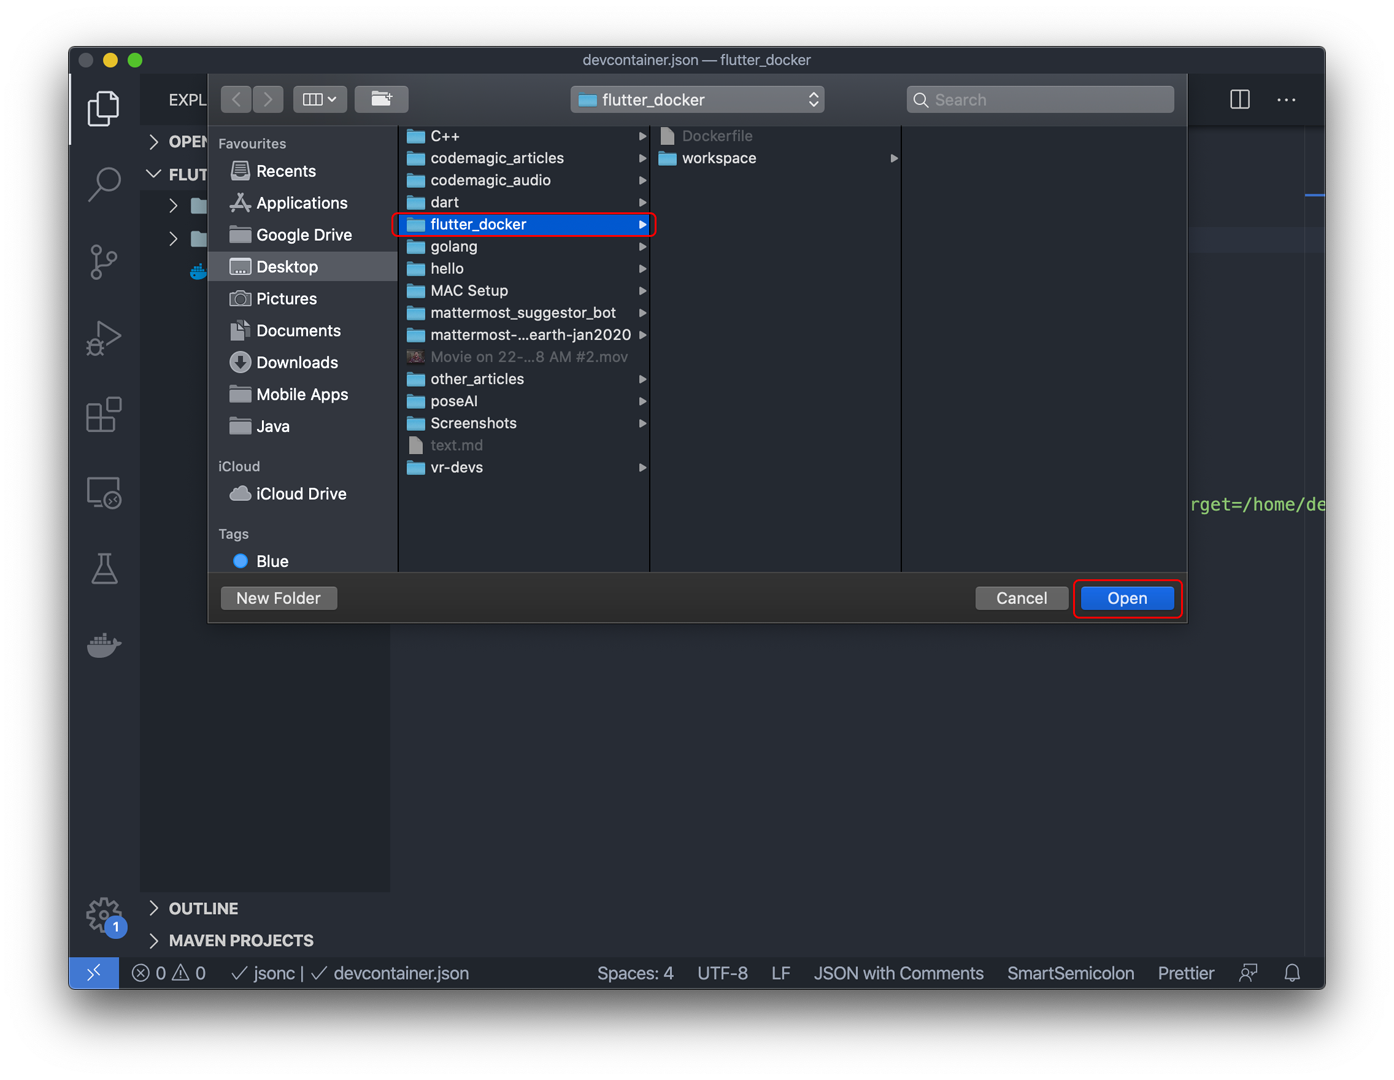 devcontainer.json — flutter_docker
EXPL
flutter_docker
Search
OPEN
FLUT
Favourites
Recents
Applications
Google Drive
Desktop
Pictures
Documents
Downloads
Mobile Apps
Java
iCloud
iCloud Drive
Tags
Blue
C++
codemagic_articles
codemagic_audio
dart
flutter_docker
golang
hello
MAC Setup
mattermost_suggestor_bot
mattermost-...earth-jan2020
Movie on 22-...8 AM #2.mov
other_articles
poseAI
Screenshots
text.md
vr-devs
Dockerfile
workspace
rget=/home/de
New Folder
Cancel
Open
OUTLINE
1
MAVEN PROJECTS
0 0 jsonc | devcontainer.json Spaces: 4 UTF-8 LF JSON with Comments SmartSemicolon Prettier